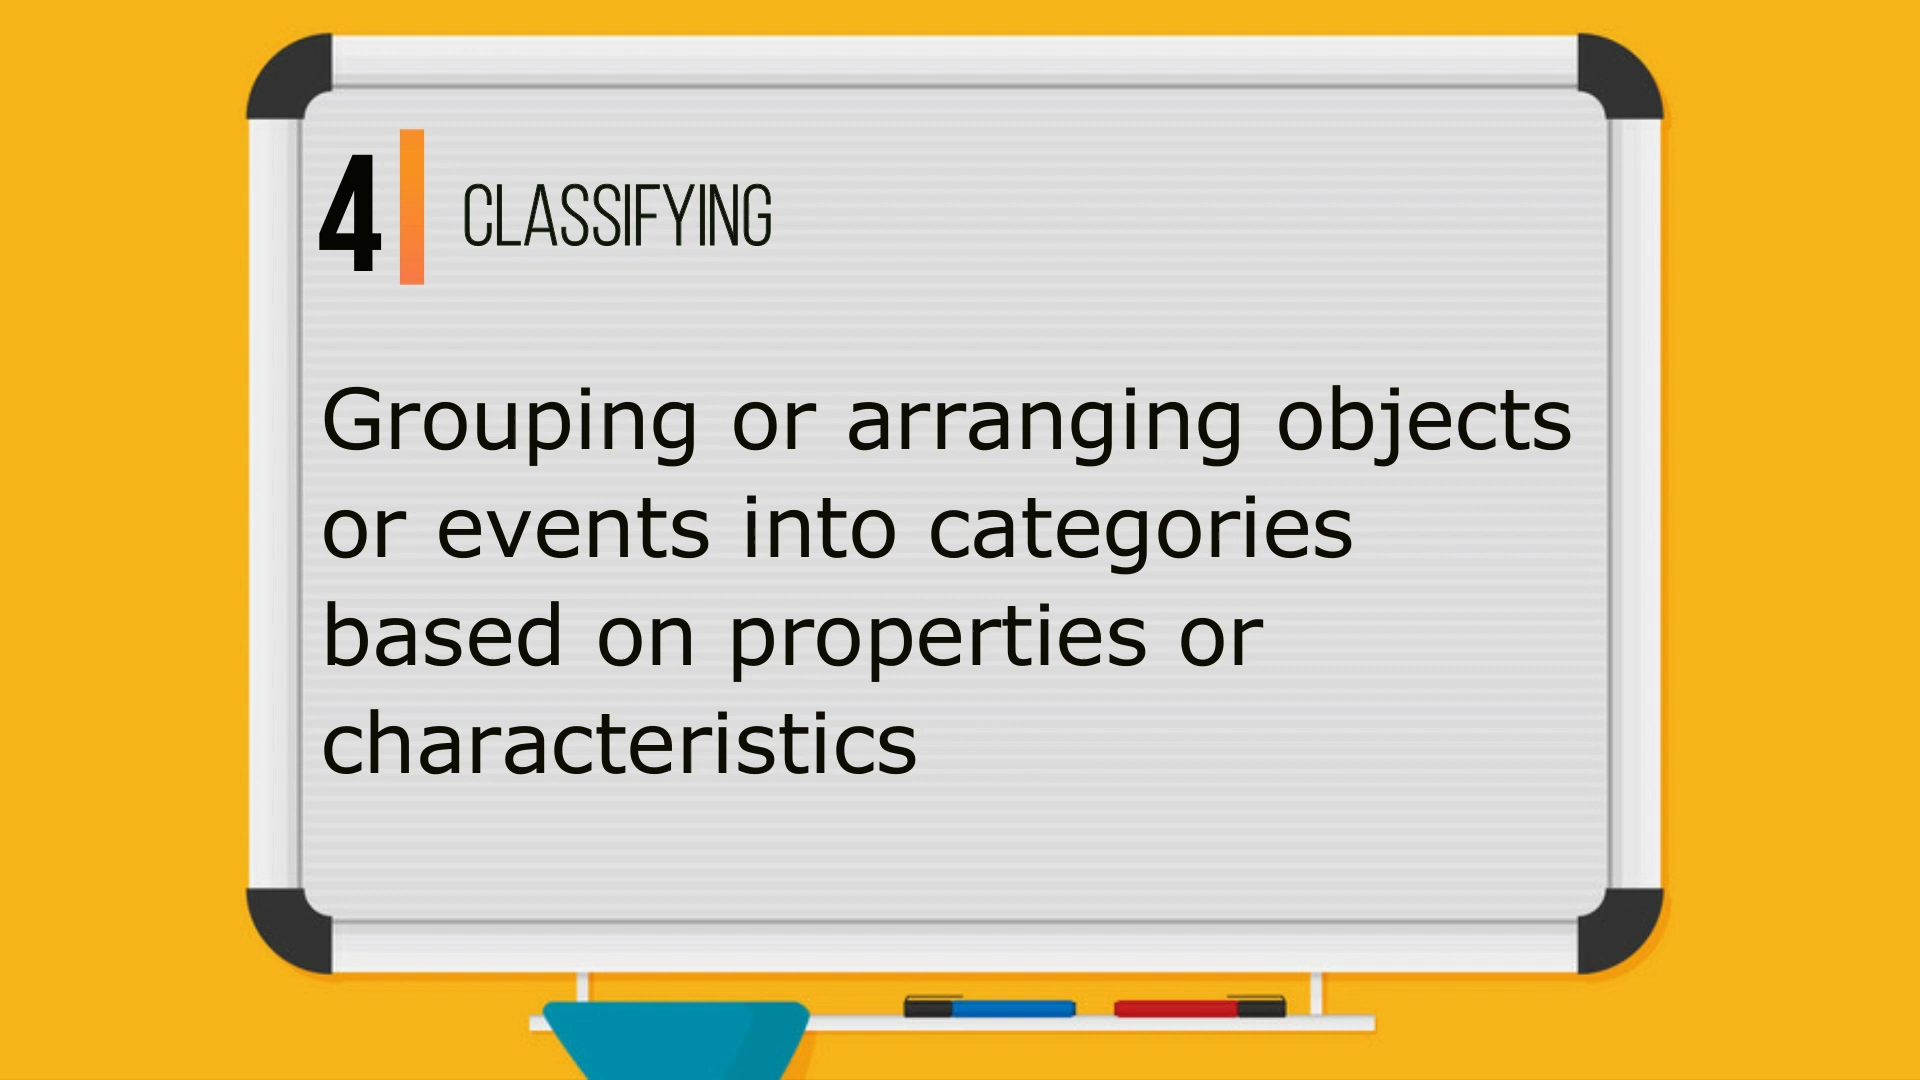 4 CLASSIFYING
Grouping or arranging objects
or events into categories
based on properties or
characteristics